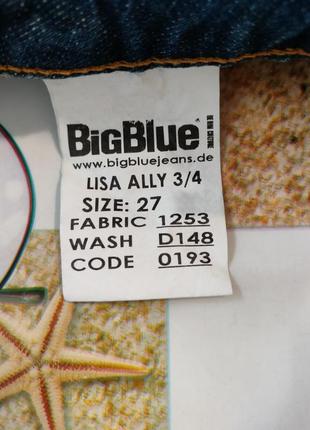 BiGBlue
www.bigbluejeans.de
LISA ALLY 3/4
SIZE: 27
FABRIC 1253
WASH D148
CODE 0193